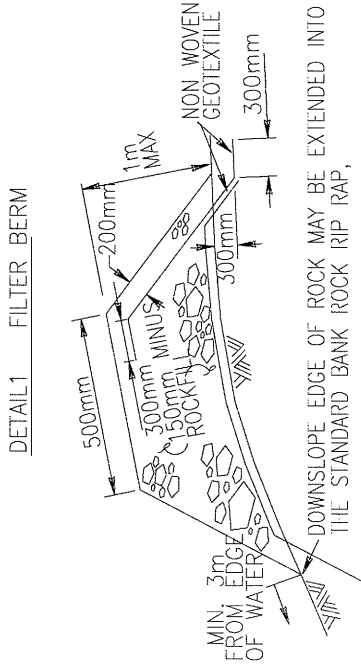 DETAIL1 FILTER BERM
500mm
200mm
1m
MAX
300mm
150mm MINUS
ROCKFILL
NON WOVEN
GEOTEXTILE
300mm
300mm
MIN. 3m
FROM EDGE
OF WATER
DOWNSLOPE EDGE OF ROCK MAY BE EXTENDED INTO
THE STANDARD BANK ROCK RIP RAP,